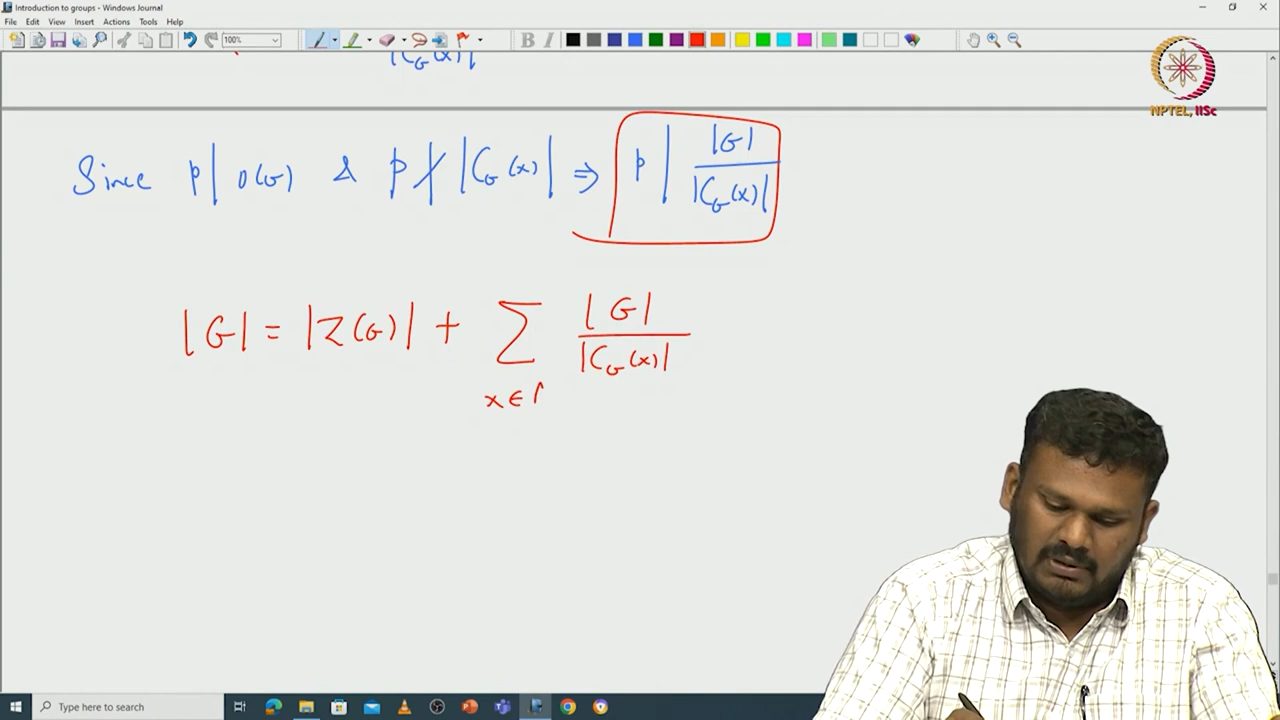 Introduction to groups - Windows Journal
File Edit View Insert Actions Tools Help
100%
B I
|C_G(x)|
NPTEL, IISc
Since p | o(G) & p ∤ |C_G(x)| ⇒ p | |G| / |C_G(x)|
|G| = |Z(G)| + ∑ |G| / |C_G(x)|
x ∈
Type here to search